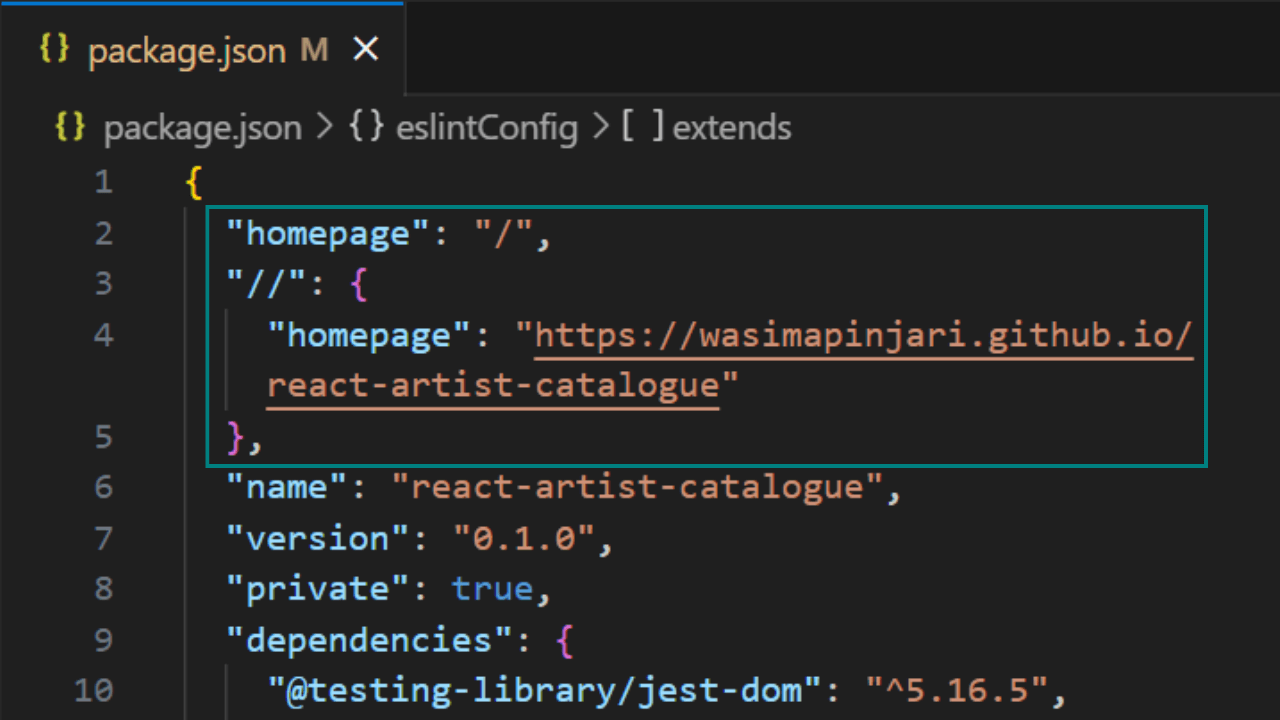 {} package.json M ×
{} package.json > {} eslintConfig > [ ] extends
1 {
2 "homepage": "/",
3 "//": {
4 "homepage": "https://wasimapinjari.github.io/
react-artist-catalogue"
5 },
6 "name": "react-artist-catalogue",
7 "version": "0.1.0",
8 "private": true,
9 "dependencies": {
10 "@testing-library/jest-dom": "^5.16.5",